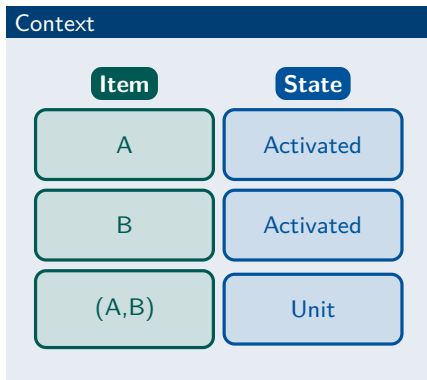 Context
Item State
A Activated
B Activated
(A,B) Unit